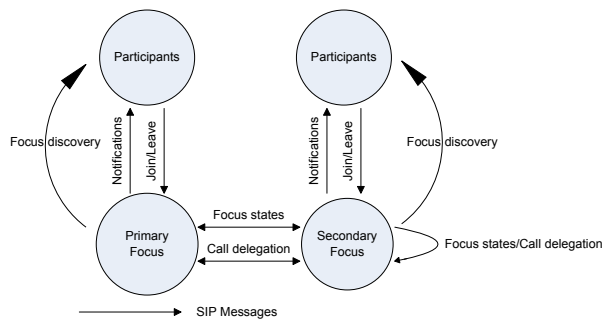 Participants
Participants
Focus discovery
Notifications
Join/Leave
Notifications
Join/Leave
Focus discovery
Primary
Focus
Focus states
Call delegation
Secondary
Focus
Focus states/Call delegation
SIP Messages